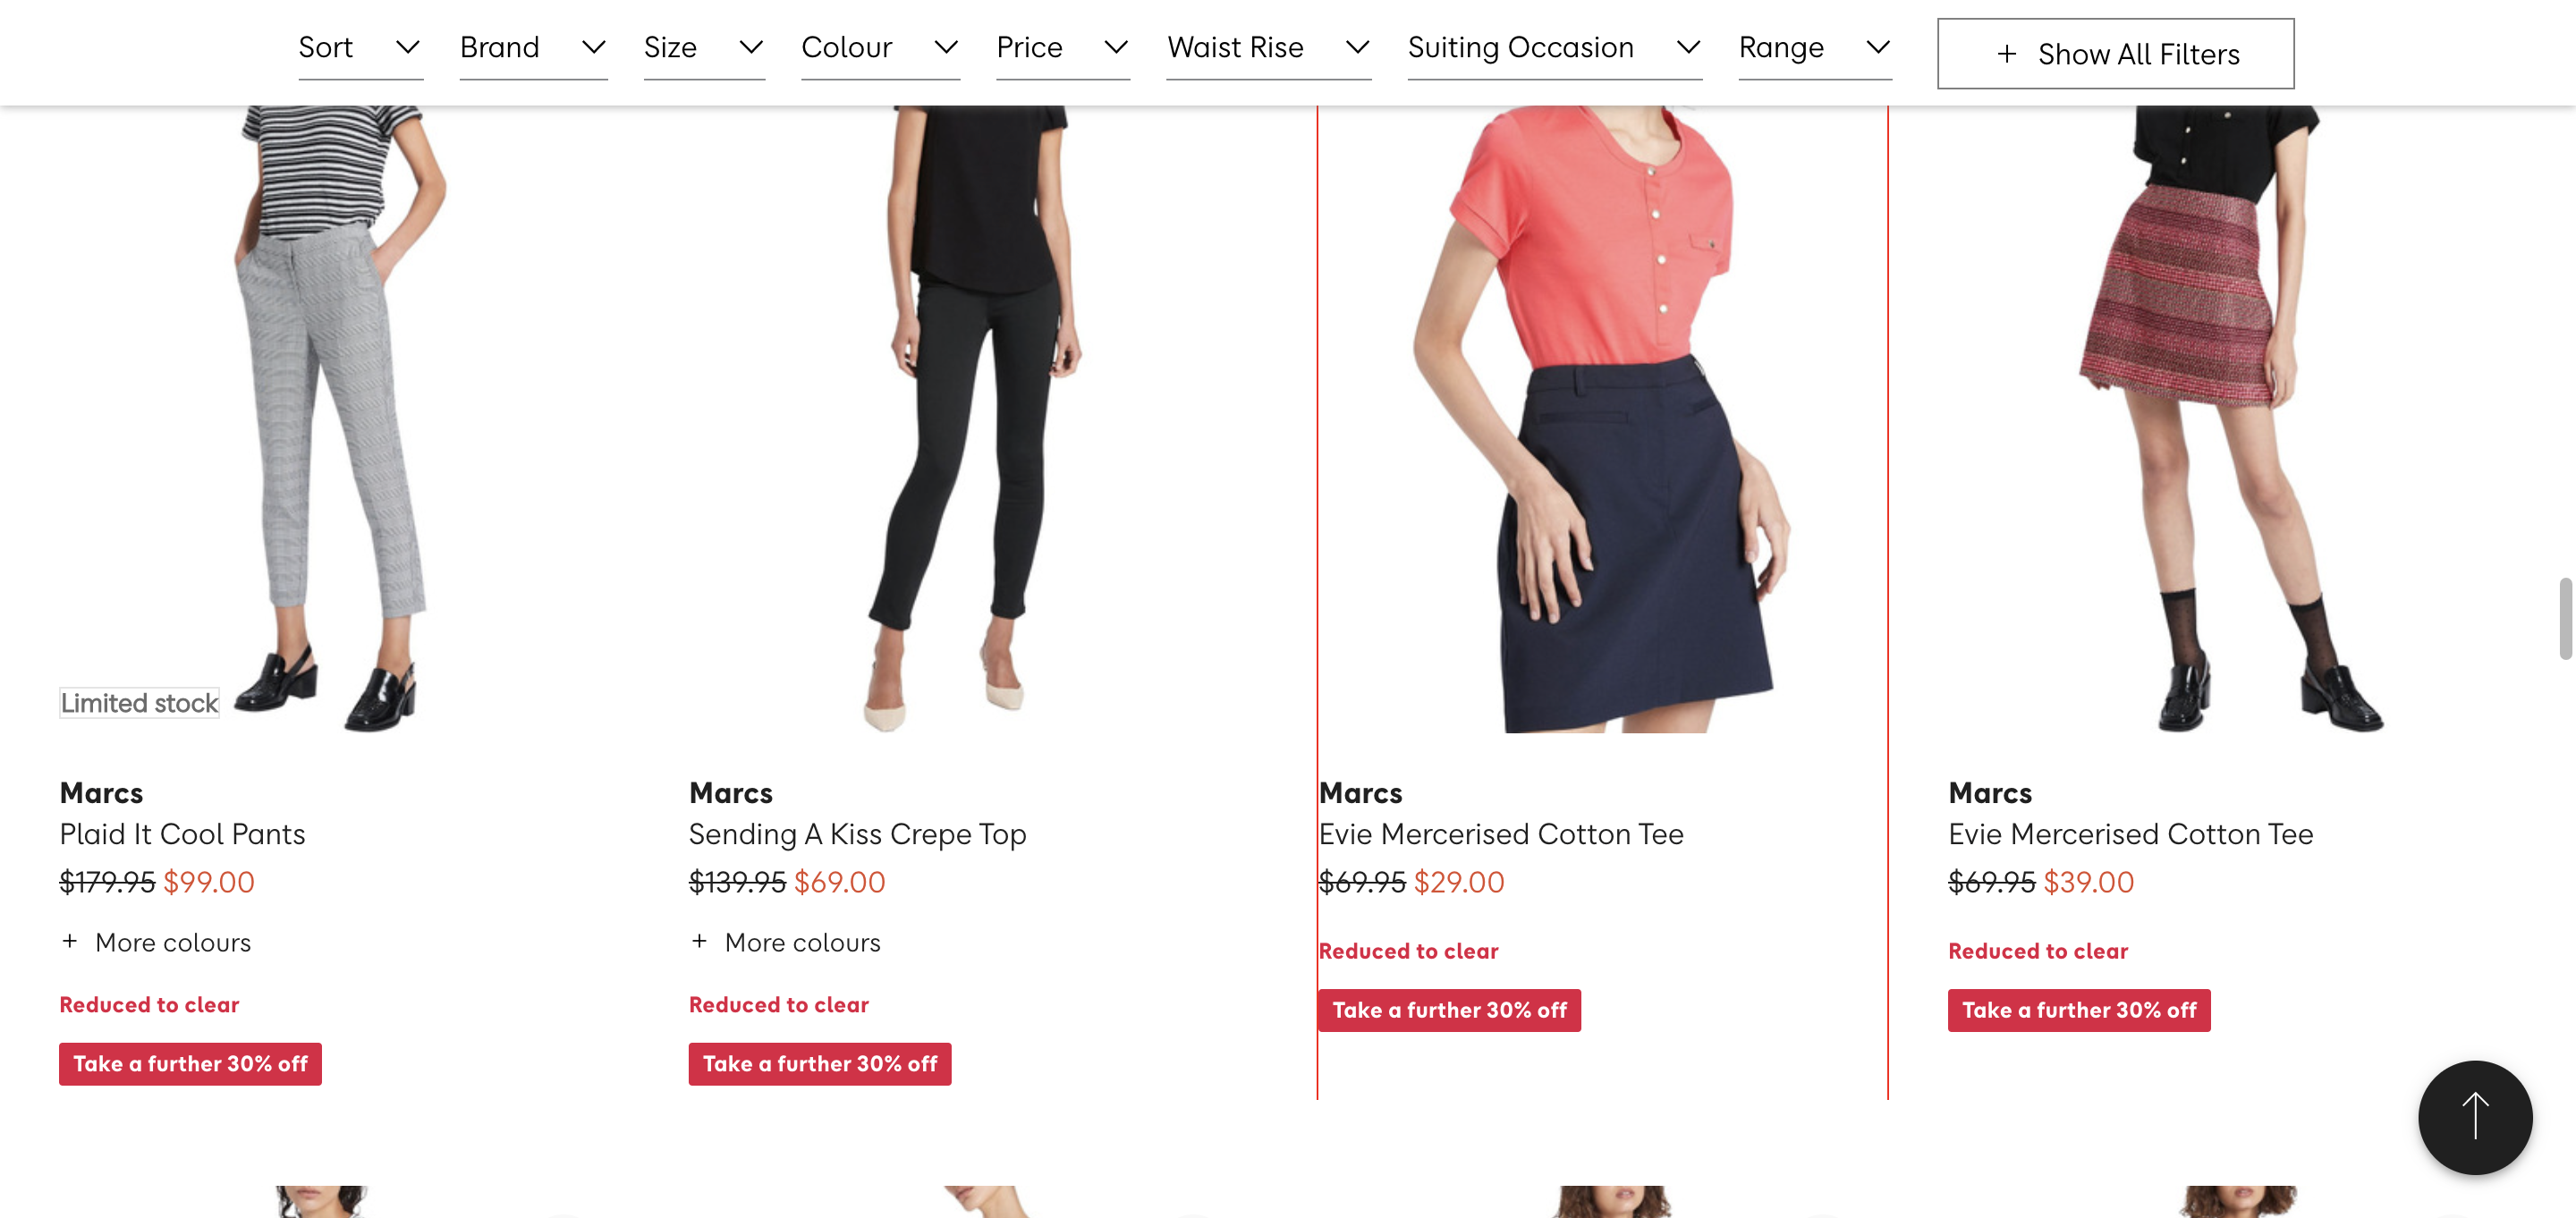 Sort
Brand
Size
Colour
Price
Waist Rise
Suiting Occasion
Range
+ Show All Filters
Limited stock
Marcs
Plaid It Cool Pants
$179.95 $99.00
+ More colours
Reduced to clear
Take a further 30% off
Marcs
Sending A Kiss Crepe Top
$139.95 $69.00
+ More colours
Reduced to clear
Take a further 30% off
Marcs
Evie Mercerised Cotton Tee
$69.95 $29.00
Reduced to clear
Take a further 30% off
Marcs
Evie Mercerised Cotton Tee
$69.95 $39.00
Reduced to clear
Take a further 30% off